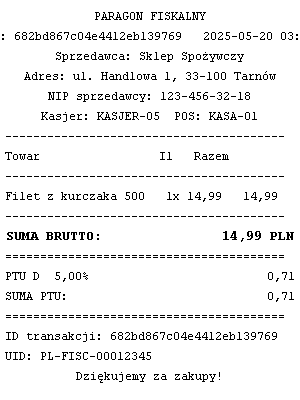 PARAGON FISKALNY
: 682bd867c04e4412eb139769 2025-05-20 03:
Sprzedawca: Sklep Spożywczy
Adres: ul. Handlowa 1, 33-100 Tarnów
NIP sprzedawcy: 123-456-32-18
Kasjer: KASJER-05 POS: KASA-01
----------------------------------------
Towar Il Razem
----------------------------------------
Filet z kurczaka 500 1x 14,99 14,99
----------------------------------------
SUMA BRUTTO: 14,99 PLN
========================================
PTU D 5,00% 0,71
SUMA PTU: 0,71
========================================
ID transakcji: 682bd867c04e4412eb139769
UID: PL-FISC-00012345
Dziękujemy za zakupy!